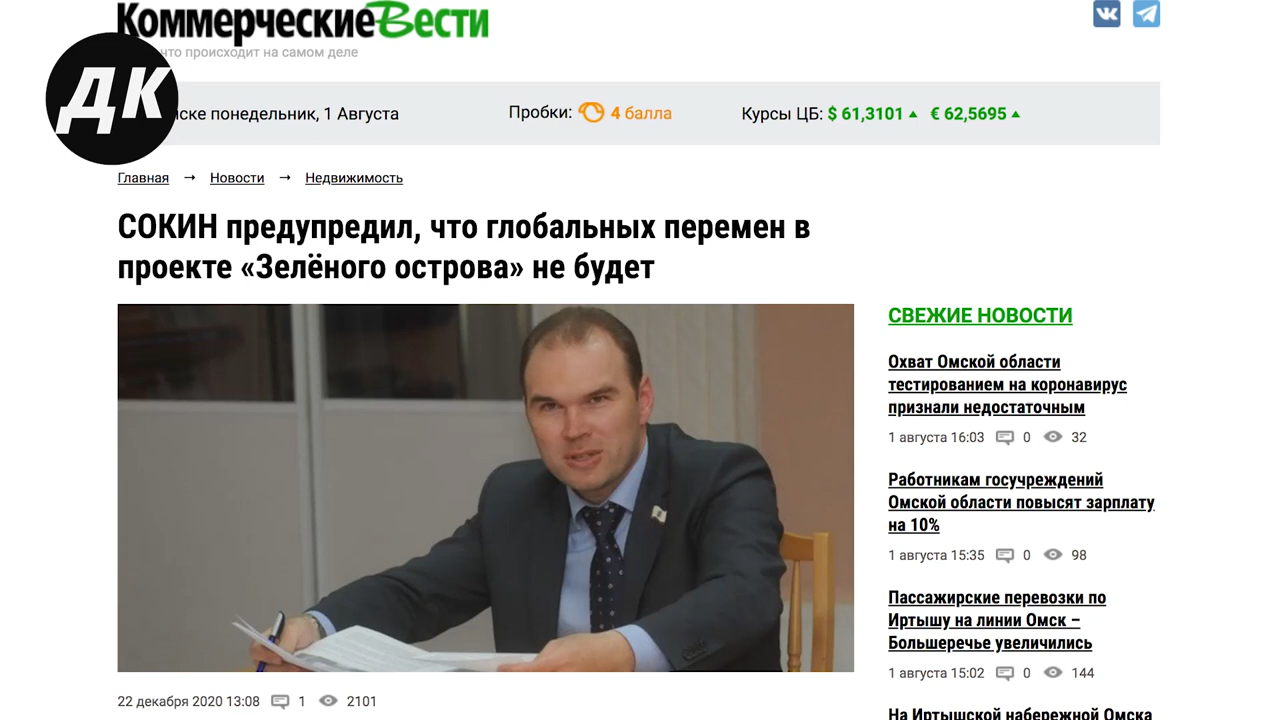 КоммерческиеВести
что происходит на самом деле
ДК
понедельник, 1 Августа
Пробки: 4 балла
Курсы ЦБ: $ 61,3101 € 62,5695
Главная → Новости → Недвижимость
СОКИН предупредил, что глобальных перемен в
проекте «Зелёного острова» не будет
22 декабря 2020 13:08 1 2101
СВЕЖИЕ НОВОСТИ
Охват Омской области
тестированием на коронавирус
признали недостаточным
1 августа 16:03 0 32
Работникам госучреждений
Омской области повысят зарплату
на 10%
1 августа 15:35 0 98
Пассажирские перевозки по
Иртышу на линии Омск –
Большеречье увеличились
1 августа 15:02 0 144
На Иртышской набережной Омска